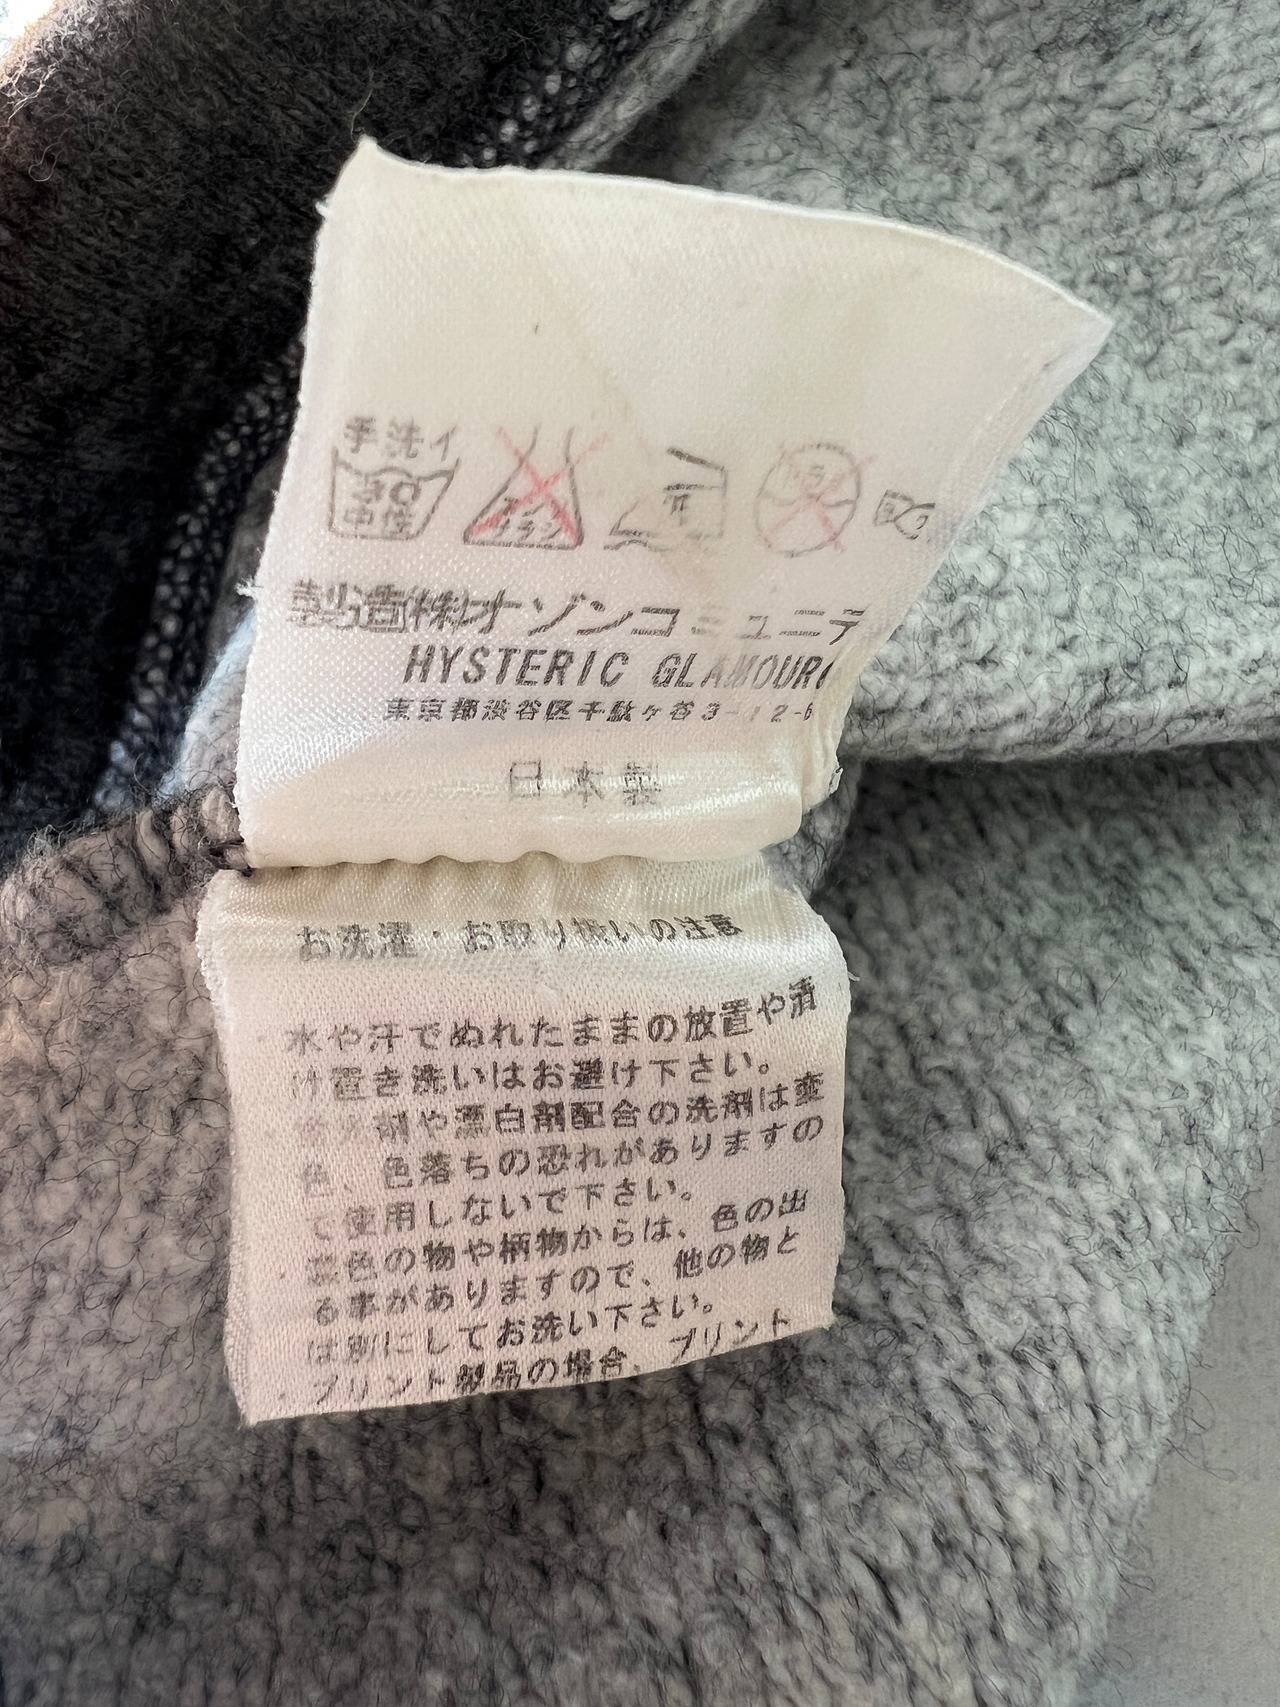 手洗イ
中性
製造(株)オゾンコミュニテ
HYSTERIC GLAMOUR
東京都渋谷区千駄ヶ谷3-12-6
日本製
お洗濯・お取り扱いの注意
水や汗でぬれたままの放置や漬
け置き洗いはお避け下さい。
剤や漂白剤配合の洗剤は変
色、色落ちの恐れがありますの
で使用しないで下さい。
・色の物や柄物からは、色の出
る事がありますので、他の物と
は別にしてお洗い下さい。
・プリント部品の場合、プリント